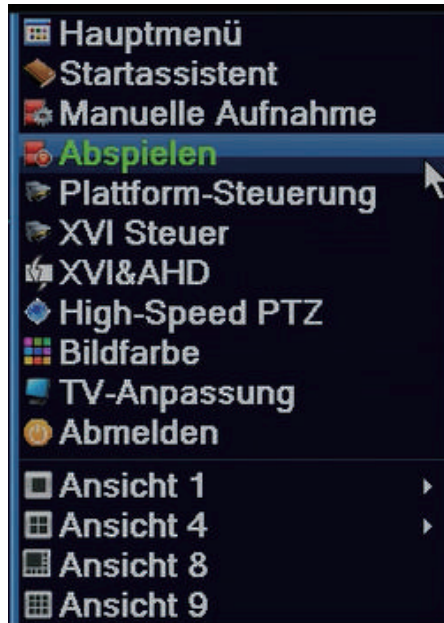 Hauptmenü
Startassistent
Manuelle Aufnahme
Abspielen
Plattform-Steuerung
XVI Steuer
XVI&AHD
High-Speed PTZ
Bildfarbe
TV-Anpassung
Abmelden
Ansicht 1
Ansicht 4
Ansicht 8
Ansicht 9